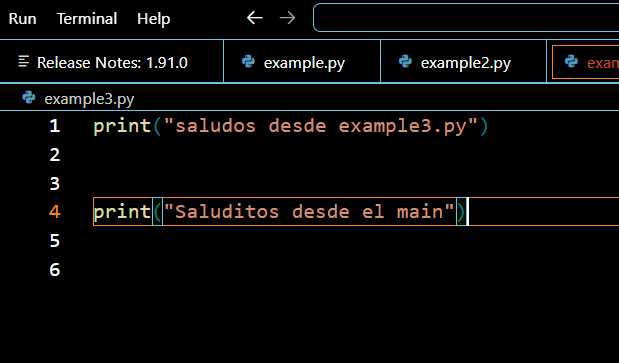 Run Terminal Help
Release Notes: 1.91.0 example.py example2.py exam
example3.py
1 print("saludos desde example3.py")
2
3
4 print("Saluditos desde el main")
5
6